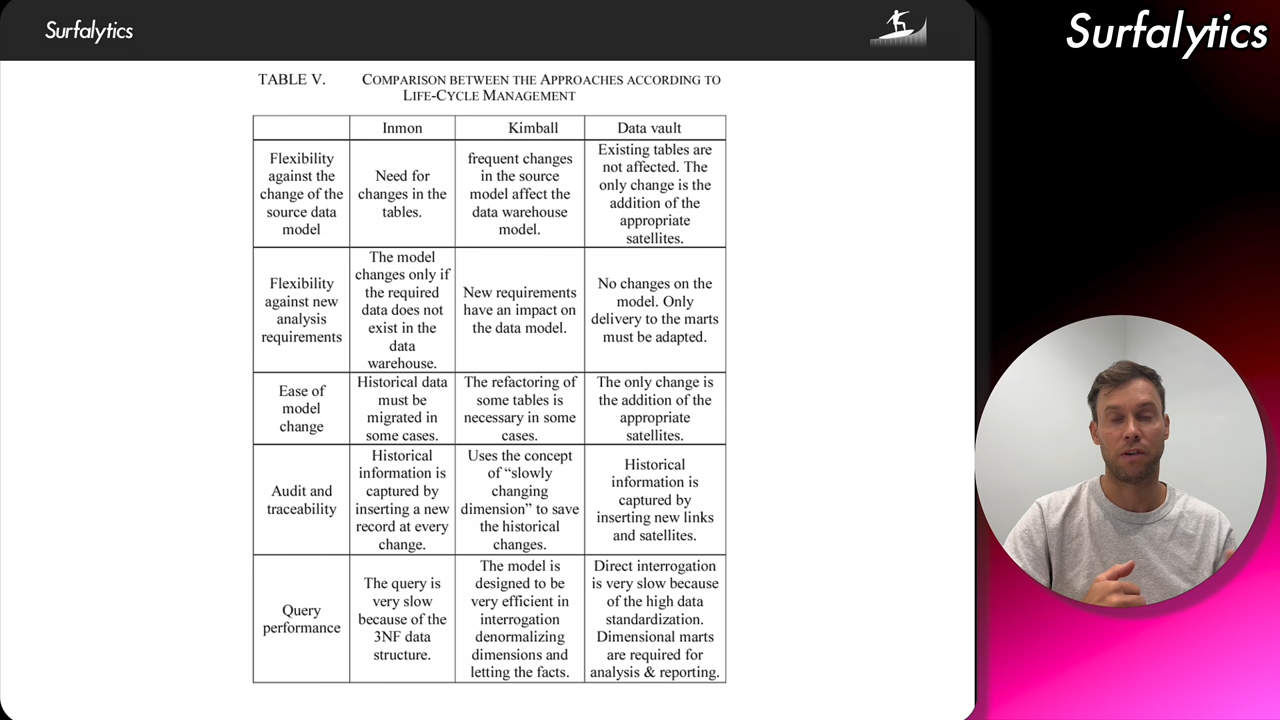 Surfalytics
Surfalytics
TABLE V. COMPARISON BETWEEN THE APPROACHES ACCORDING TO
LIFE-CYCLE MANAGEMENT
Inmon
Kimball
Data vault
Flexibility
against the
change of the
source data
model
Need for
changes in the
tables.
frequent changes
in the source
model affect the
data warehouse
model.
Existing tables are
not affected. The
only change is the
addition of the
appropriate
satellites.
Flexibility
against new
analysis
requirements
The model
changes only if
the required
data does not
exist in the
data
warehouse.
New requirements
have an impact on
the data model.
No changes on the
model. Only
delivery to the marts
must be adapted.
Ease of
model
change
Historical data
must be
migrated in
some cases.
The refactoring of
some tables is
necessary in some
cases.
The only change is
the addition of the
appropriate
satellites.
Audit and
traceability
Historical
information is
captured by
inserting a new
record at every
change.
Uses the concept
of “slowly
changing
dimension” to save
the historical
changes.
Historical
information is
captured by
inserting new links
and satellites.
Query
performance
The query is
very slow
because of the
3NF data
structure.
The model is
designed to be
very efficient in
interrogation
denormalizing
dimensions and
letting the facts.
Direct interrogation
is very slow because
of the high data
standardization.
Dimensional marts
are required for
analysis & reporting.